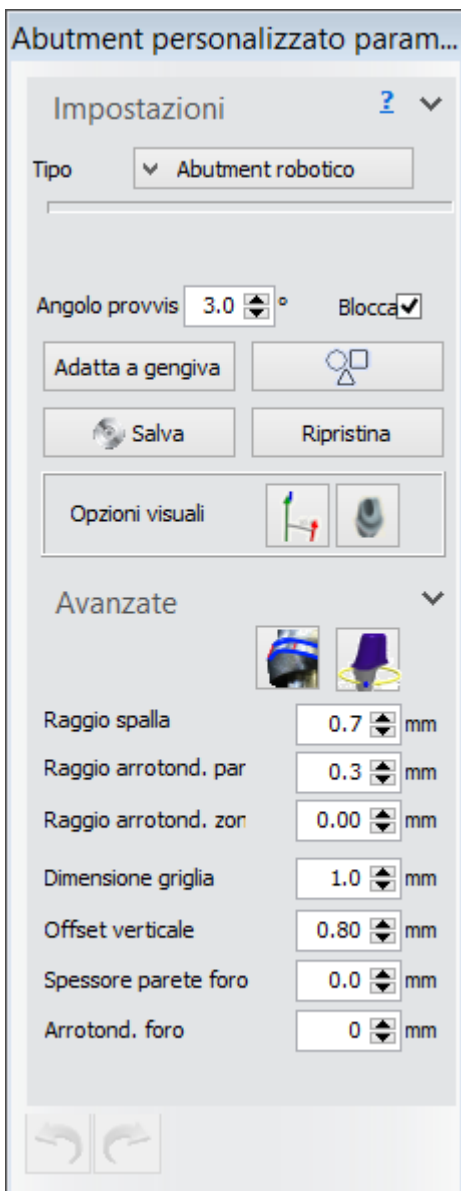 Abutment personalizzato param...
Impostazioni ?
Tipo Abutment robotico
Angolo provvis 3.0 ° Blocca
Adatta a gengiva
Salva Ripristina
Opzioni visuali
Avanzate
Raggio spalla 0.7 mm
Raggio arrotond. par 0.3 mm
Raggio arrotond. zon 0.00 mm
Dimensione griglia 1.0 mm
Offset verticale 0.80 mm
Spessore parete foro 0.0 mm
Arrotond. foro 0 mm